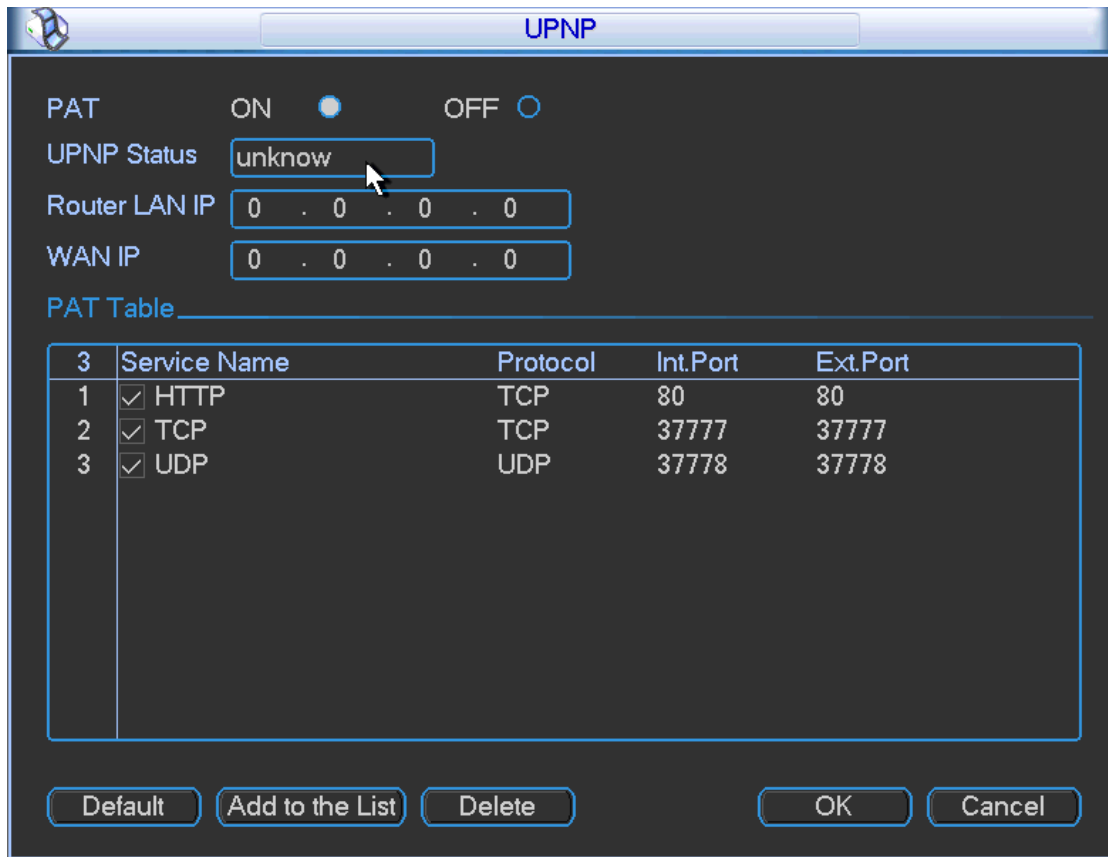 UPNP
PAT ON OFF
UPNP Status unknow
Router LAN IP 0 . 0 . 0 . 0
WAN IP 0 . 0 . 0 . 0
PAT Table
3 Service Name Protocol Int.Port Ext.Port
1 HTTP TCP 80 80
2 TCP TCP 37777 37777
3 UDP UDP 37778 37778
Default Add to the List Delete OK Cancel